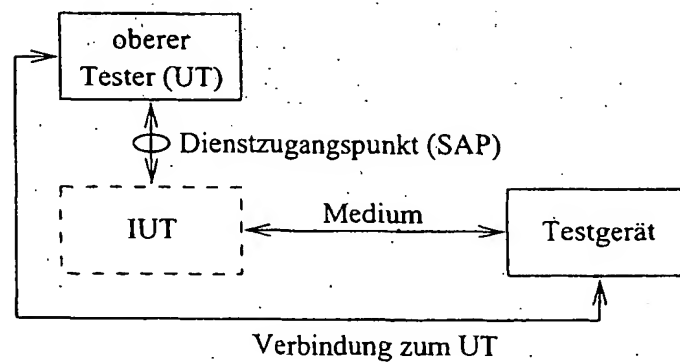 oberer
Tester (UT)
Dienstzugangspunkt (SAP)
IUT
Medium
Testgerät
Verbindung zum UT